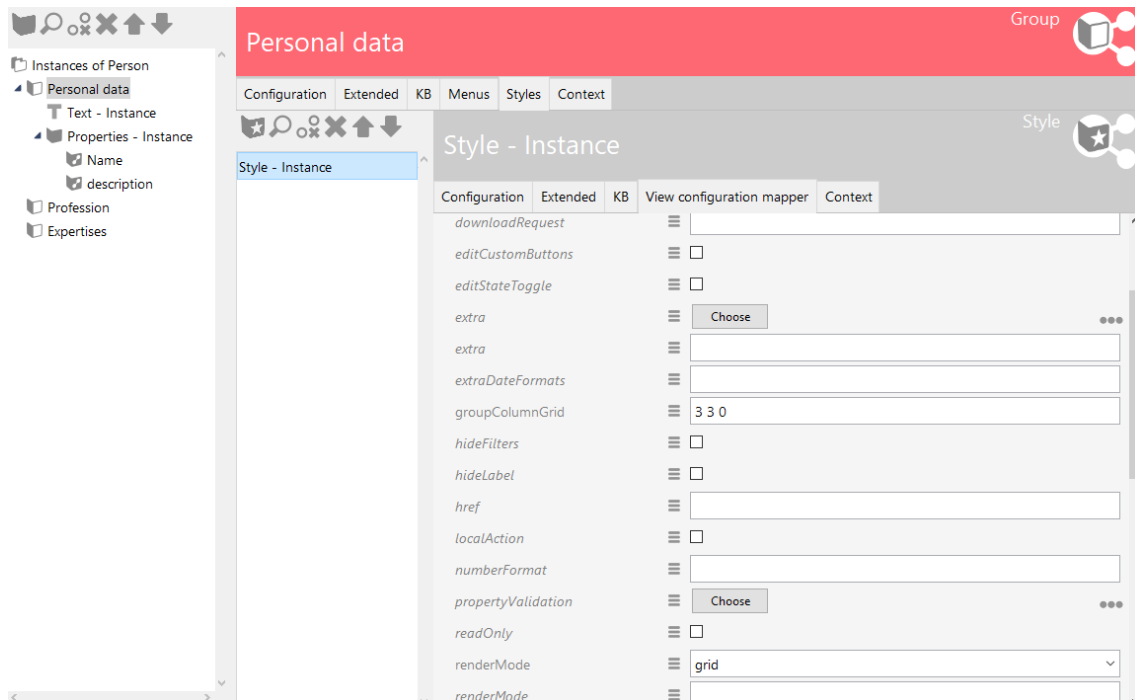 Instances of Person
Personal data
Text - Instance
Properties - Instance
Name
description
Profession
Expertises
Personal data
Group
Configuration Extended KB Menus Styles Context
Style - Instance
Style - Instance
Style
Configuration Extended KB View configuration mapper Context
downloadRequest
editCustomButtons
editStateToggle
extra Choose
extra
extraDateFormats
groupColumnGrid 3 3 0
hideFilters
hideLabel
href
localAction
numberFormat
propertyValidation Choose
readOnly
renderMode grid
renderMode